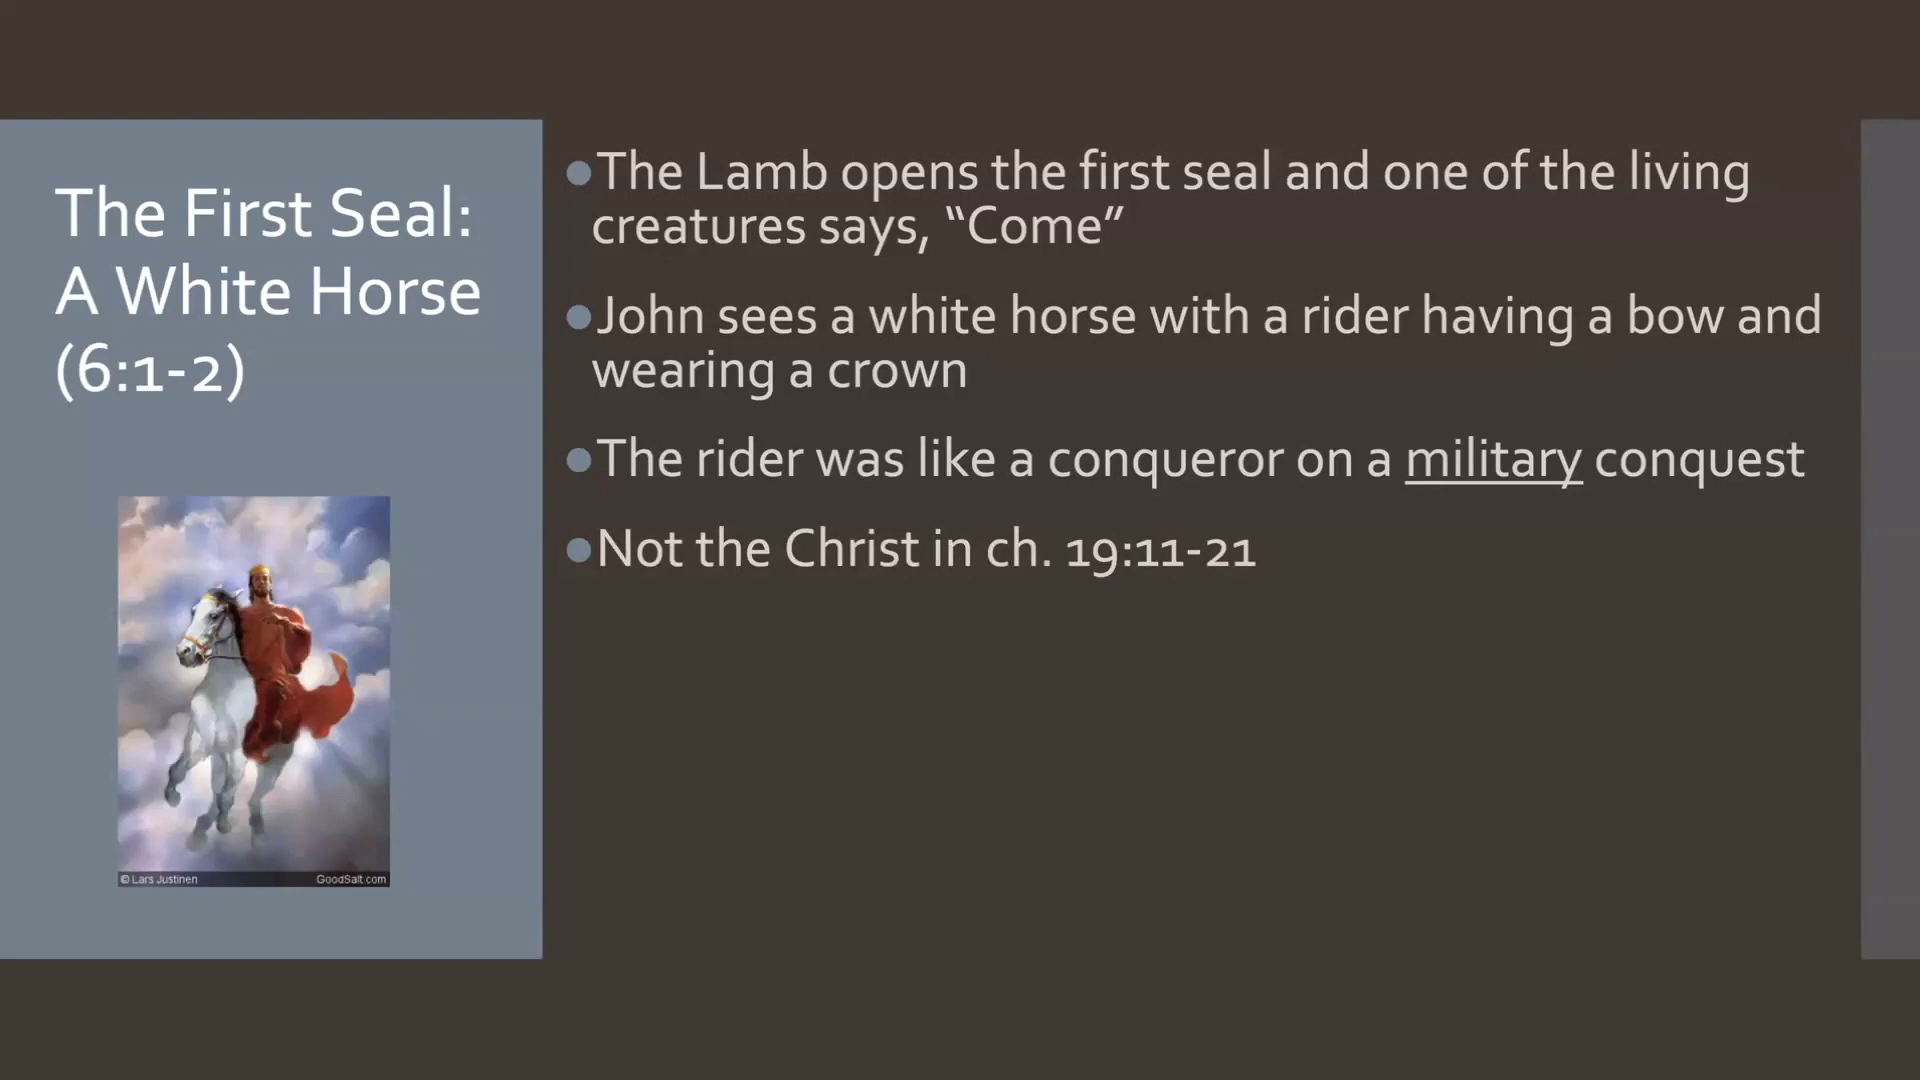 The First Seal:
A White Horse
(6:1-2)
●The Lamb opens the first seal and one of the living
creatures says, “Come”
●John sees a white horse with a rider having a bow and
wearing a crown
●The rider was like a conqueror on a military conquest
●Not the Christ in ch. 19:11-21
© Lars Justinen GoodSalt.com